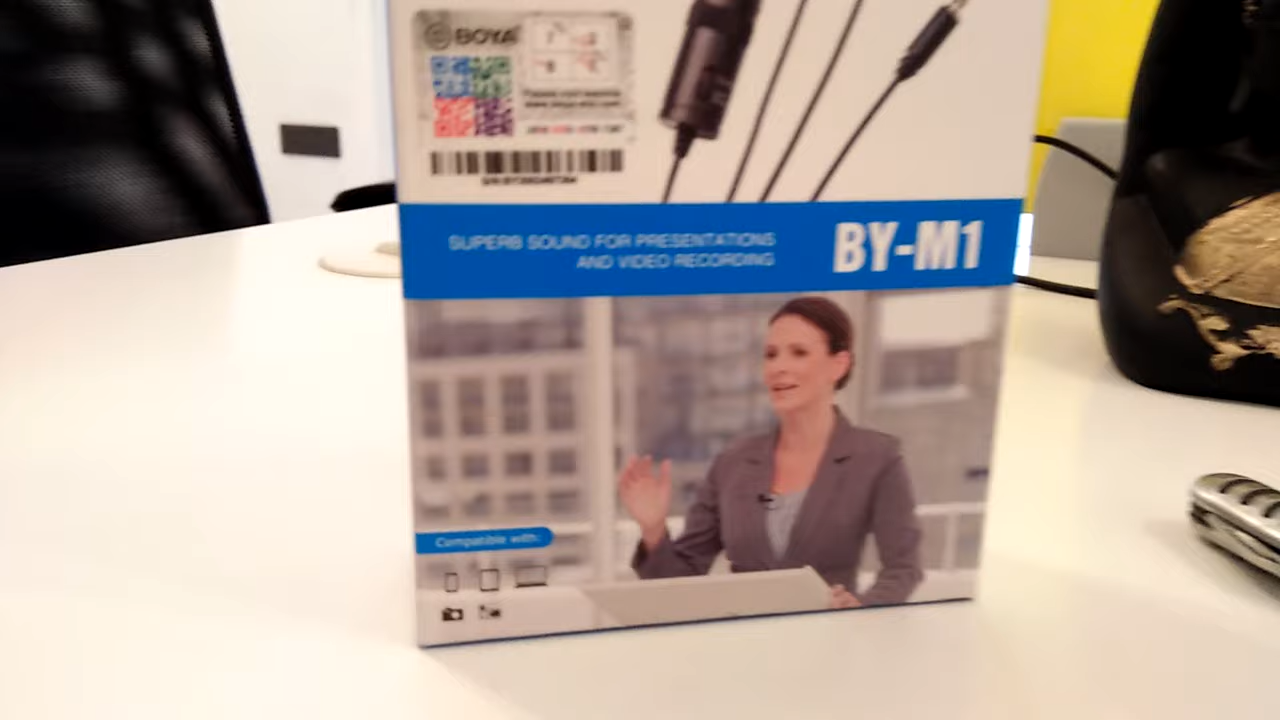 BOYA
SUPERB SOUND FOR PRESENTATIONS
AND VIDEO RECORDING
BY-M1
Compatible with: